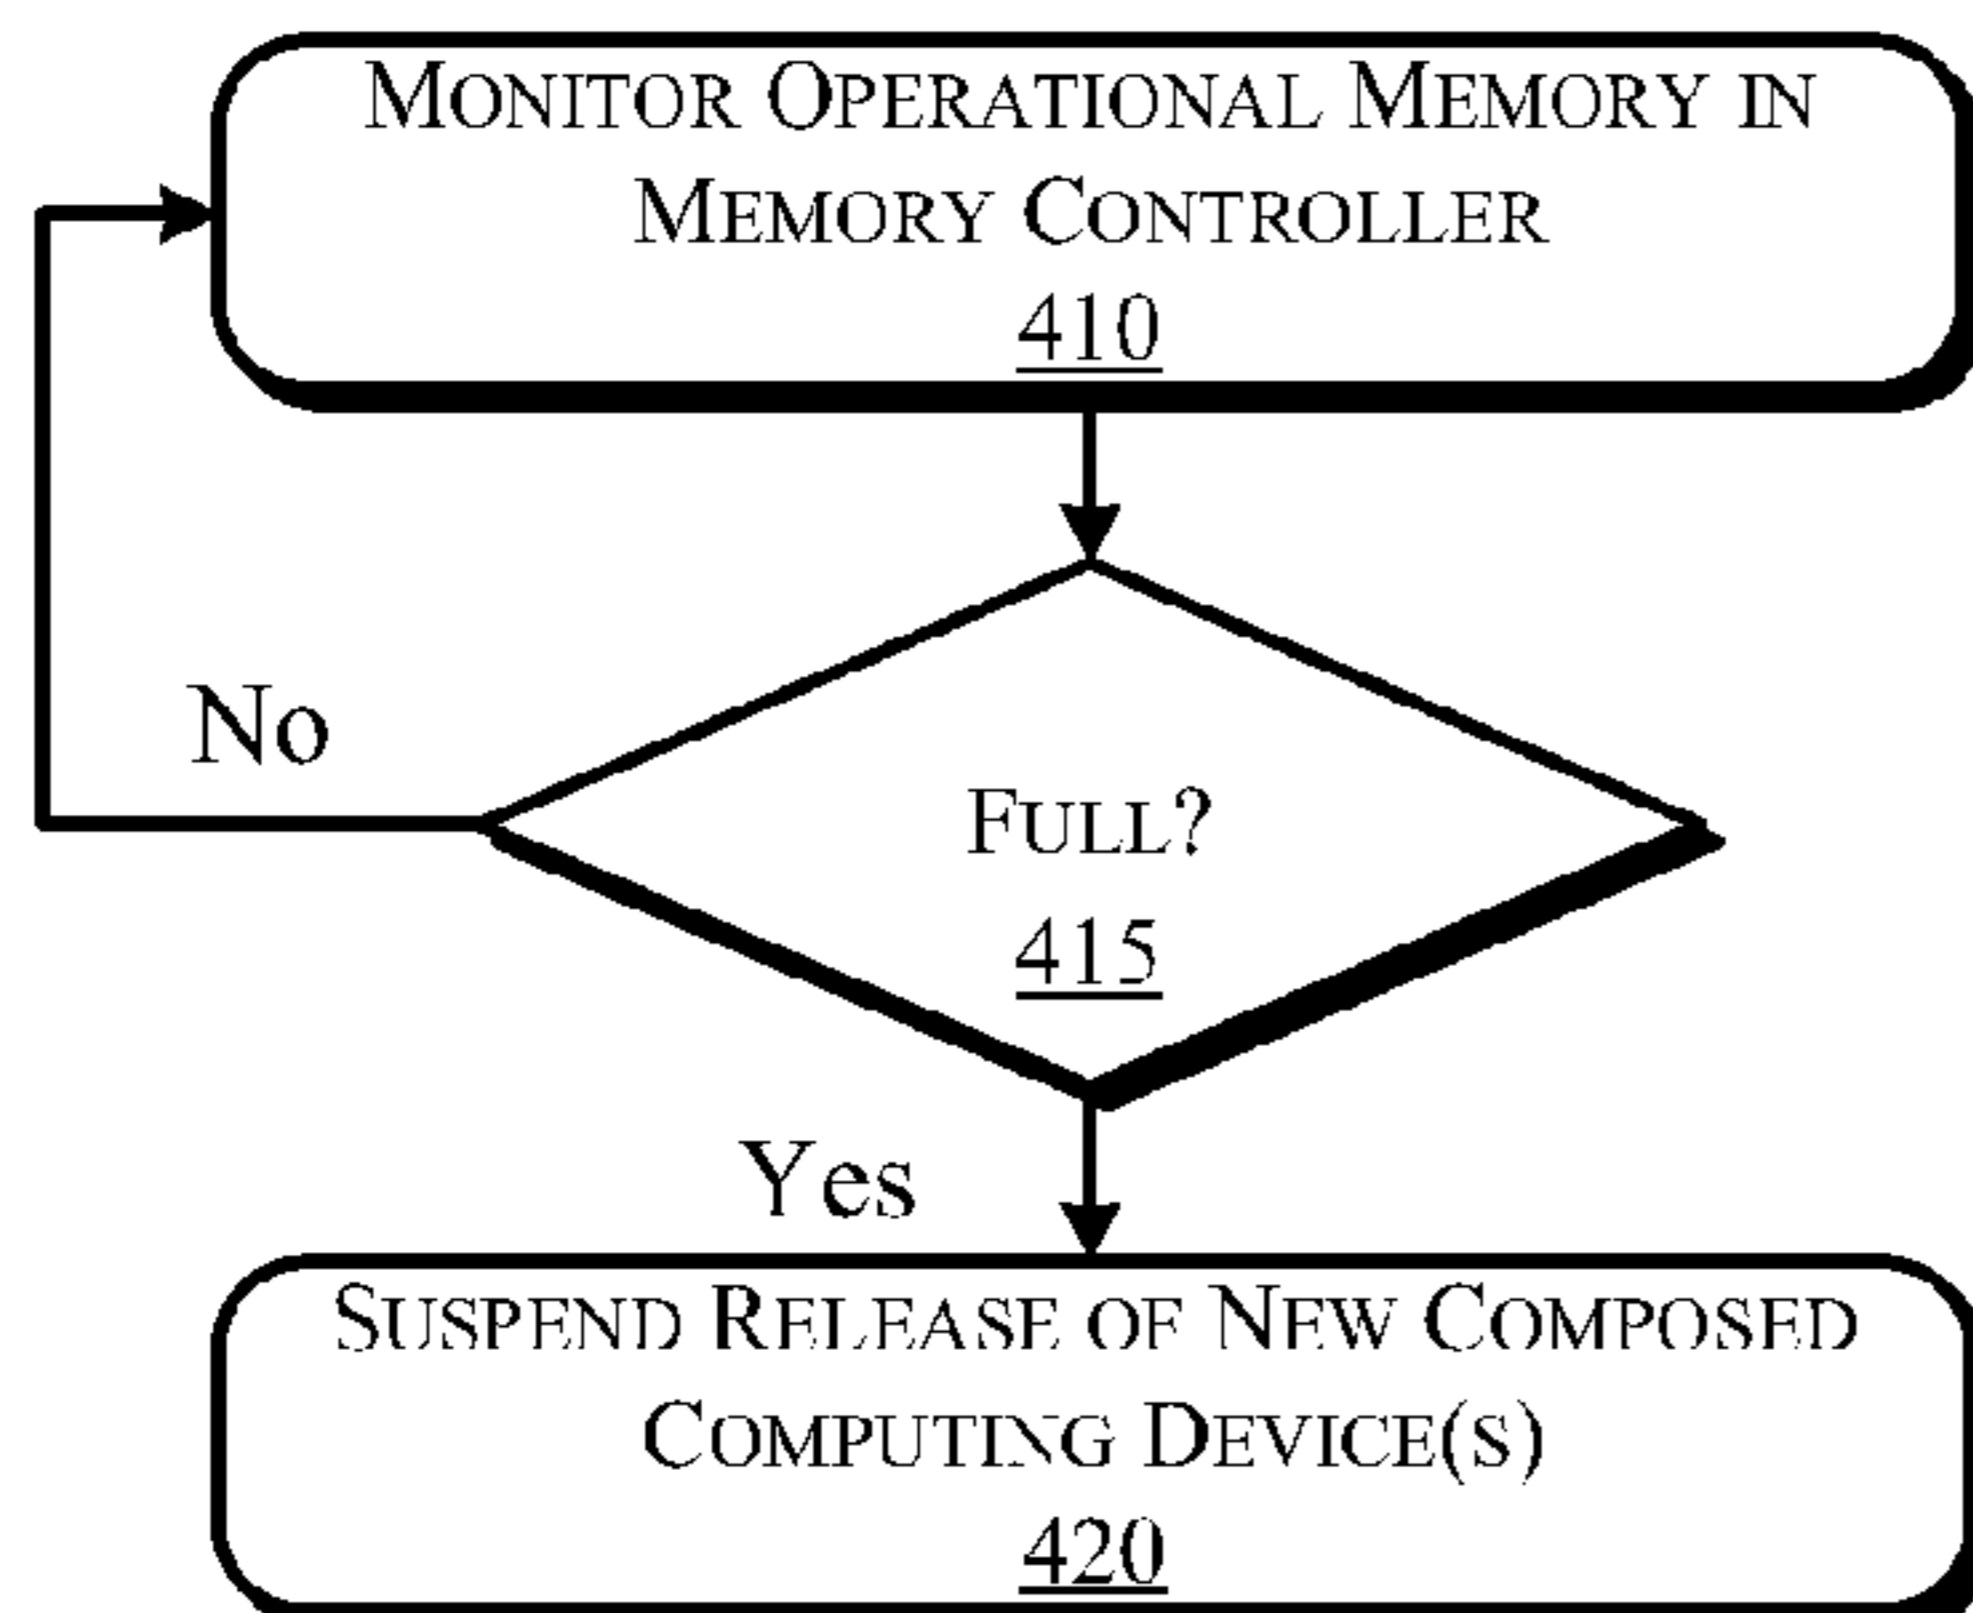 MONITOR OPERATIONAL MEMORY IN
MEMORY CONTROLLER
410
No
FULL?
415
Yes
SUSPEND RELEASE OF NEW COMPOSED
COMPUTING DEVICE(S)
420